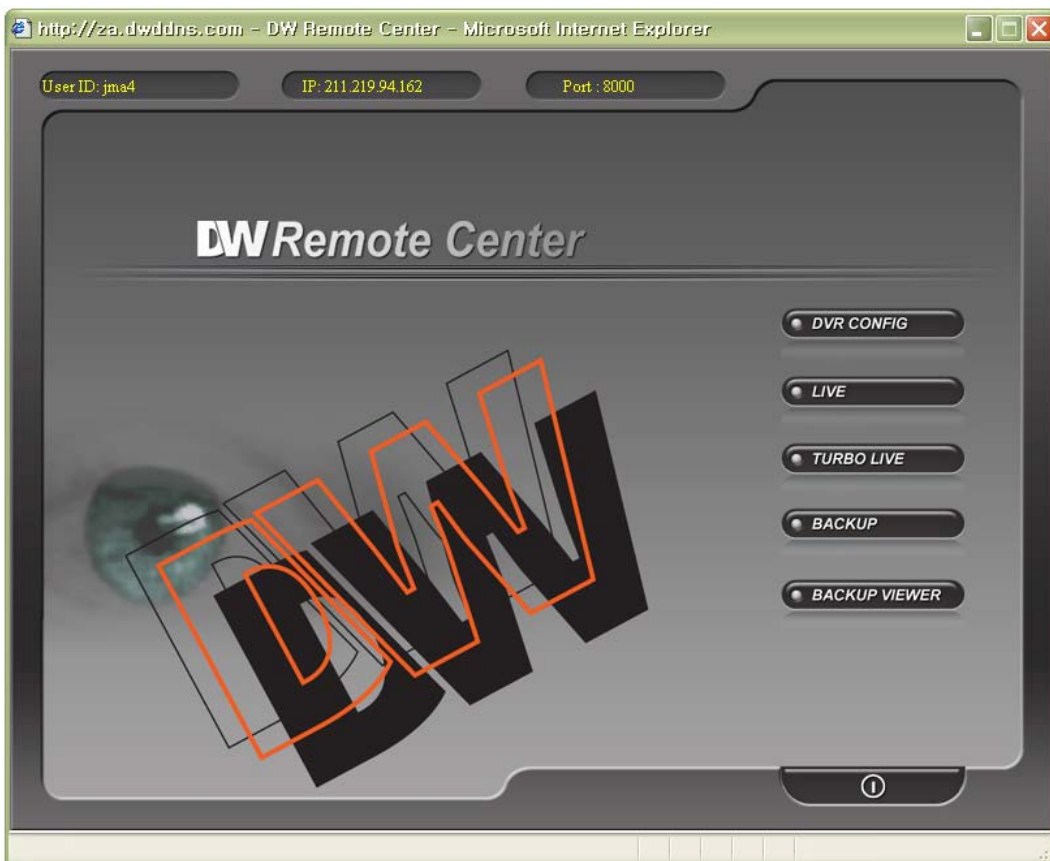 http://za.dwddns.com - DW Remote Center - Microsoft Internet Explorer
User ID: jma4 IP: 211.219.94.162 Port : 8000
DW Remote Center
DVR CONFIG
LIVE
TURBO LIVE
BACKUP
BACKUP VIEWER
DW